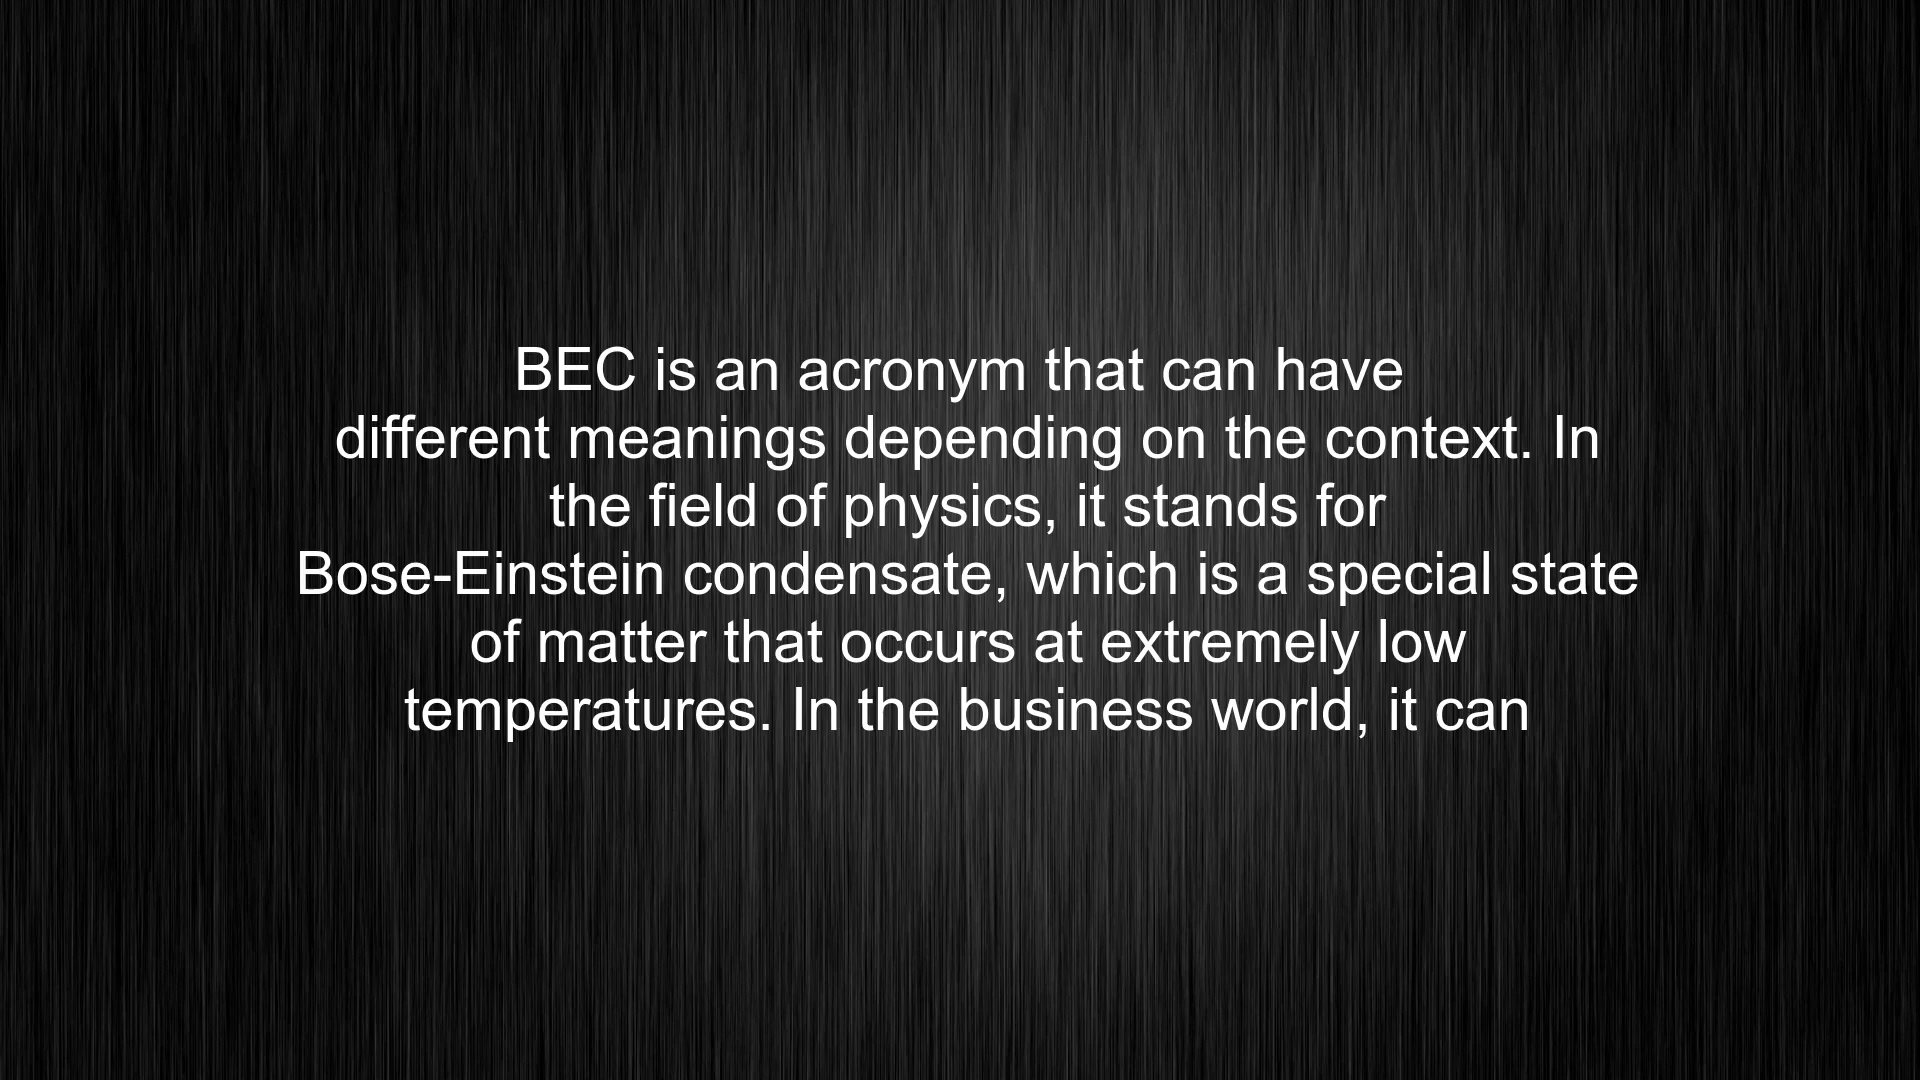 BEC is an acronym that can have
different meanings depending on the context. In
the field of physics, it stands for
Bose-Einstein condensate, which is a special state
of matter that occurs at extremely low
temperatures. In the business world, it can